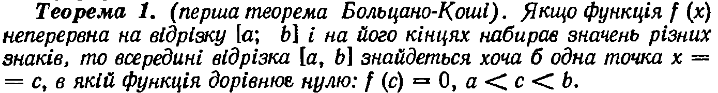 Теорема 1. (перша теорема Больцано-Коші). Якщо функція f (x)
неперервна на відрізку [a; b] і на його кінцях набирає значень різних
знаків, то всередині відрізка [a, b] знайдеться хоча б одна точка x =
= c, в якій функція дорівнює нулю: f (c) = 0, a < c < b.